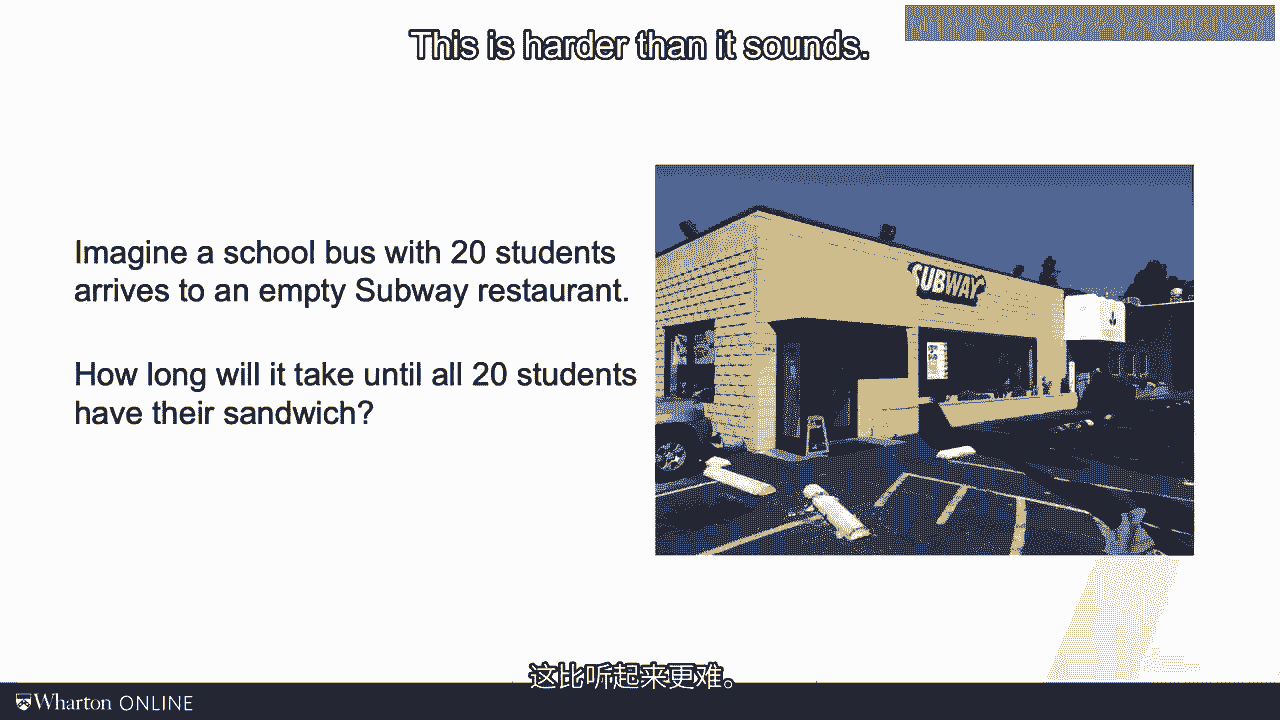 This is harder than it sounds.
Imagine a school bus with 20 students
arrives to an empty Subway restaurant.
How long will it take until all 20 students
have their sandwich?
SUBWAY
这比听起来更难。
Wharton ONLINE